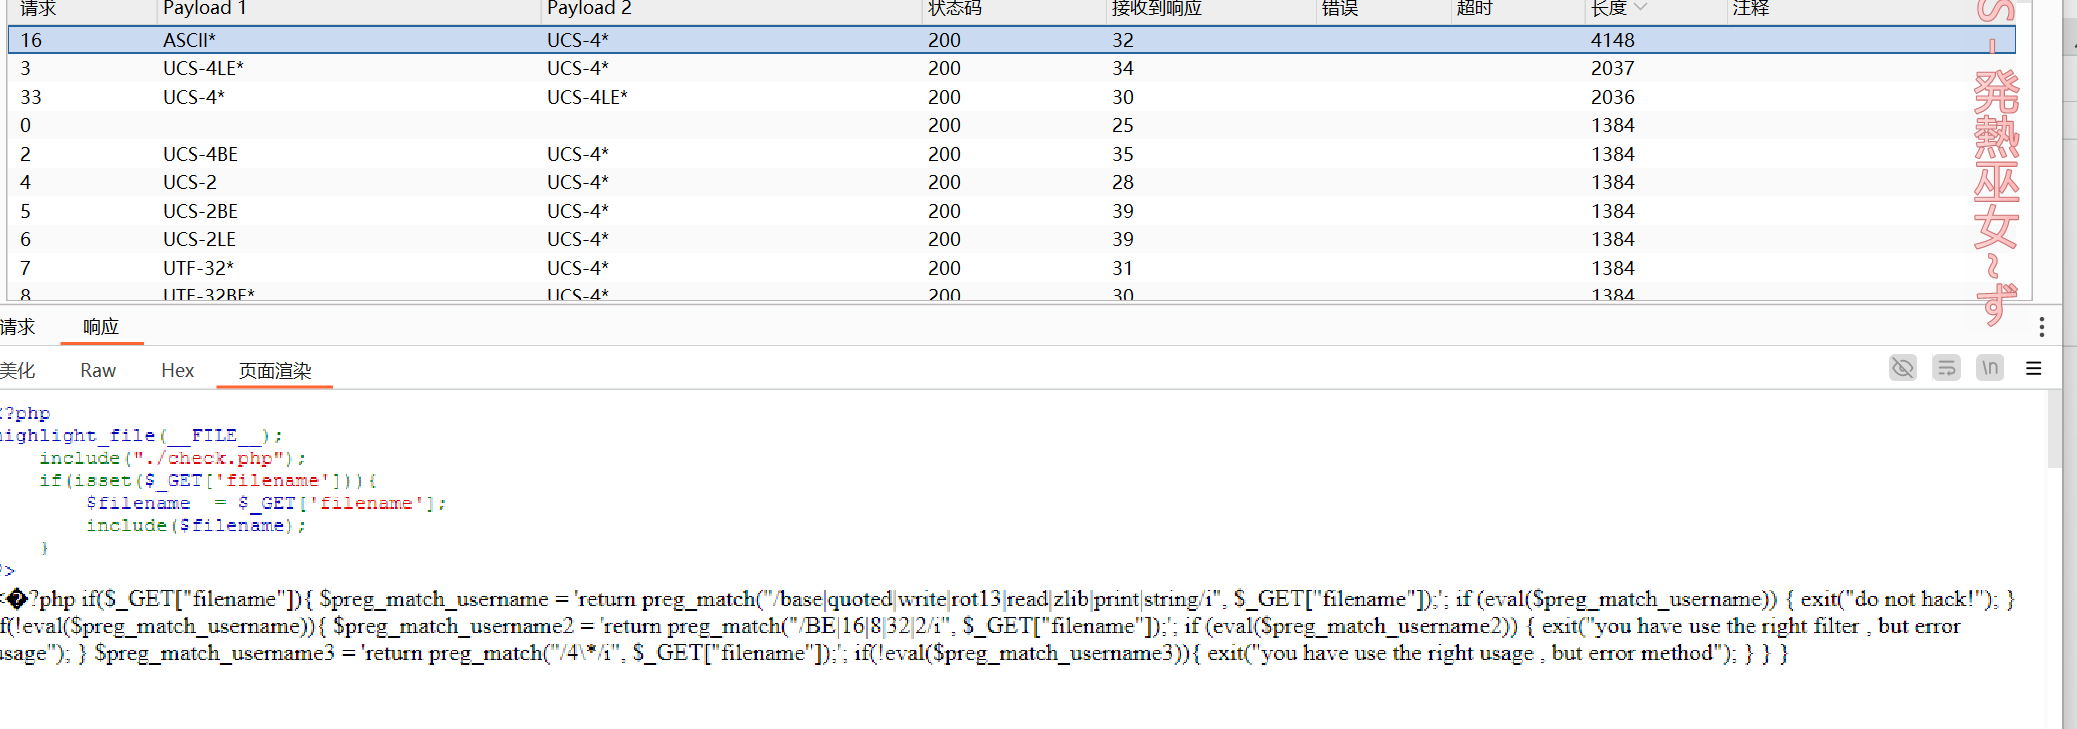 请求 Payload 1 Payload 2 状态码 接收到响应 错误 超时 长度 注释
16 ASCII* UCS-4* 200 32 4148
3 UCS-4LE* UCS-4* 200 34 2037
33 UCS-4* UCS-4LE* 200 30 2036
0 200 25 1384
2 UCS-4BE UCS-4* 200 35 1384
4 UCS-2 UCS-4* 200 28 1384
5 UCS-2BE UCS-4* 200 39 1384
6 UCS-2LE UCS-4* 200 39 1384
7 UTF-32* UCS-4* 200 31 1384
8 UTF-32BE* UCS-4* 200 30 1384
S - 発熱巫女~ず
请求 响应
美化 Raw Hex 页面渲染
\n
<?php
highlight_file(__FILE__);
include("./check.php");
if(isset($_GET['filename'])){
$filename = $_GET['filename'];
include($filename);
}
?>
<�?php if($_GET["filename"]){ $preg_match_username = 'return preg_match("/base|quoted|write|rot13|read|zlib|print|string/i", $_GET["filename"]);'; if (eval($preg_match_username)) { exit("do not hack!"); }
if(!eval($preg_match_username)){ $preg_match_username2 = 'return preg_match("/BE|16|8|32|2/i", $_GET["filename"]);'; if (eval($preg_match_username2)) { exit("you have use the right filter , but error
usage"); } $preg_match_username3 = 'return preg_match("/4\*/i", $_GET["filename"]);'; if(!eval($preg_match_username3)){ exit("you have use the right usage , but error method"); } } }